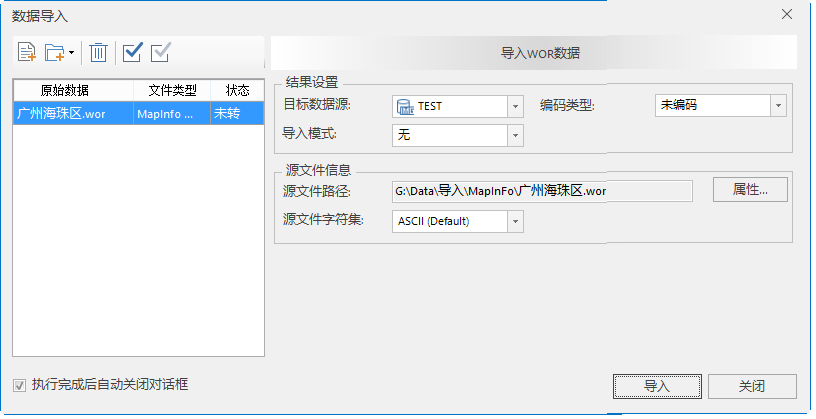 数据导入
导入WOR数据
原始数据 文件类型 状态
广州海珠区.wor MapInfo ... 未转
结果设置
目标数据源: TEST 编码类型: 未编码
导入模式: 无
源文件信息
源文件路径: G:\Data\导入\MapInFo\广州海珠区.wor 属性...
源文件字符集: ASCII (Default)
执行完成后自动关闭对话框
导入 关闭